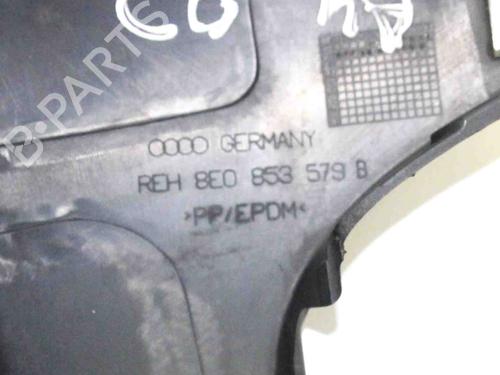 GERMANY
REH 8E0 853 579 B
>PP/EPDM<
B-PARTS